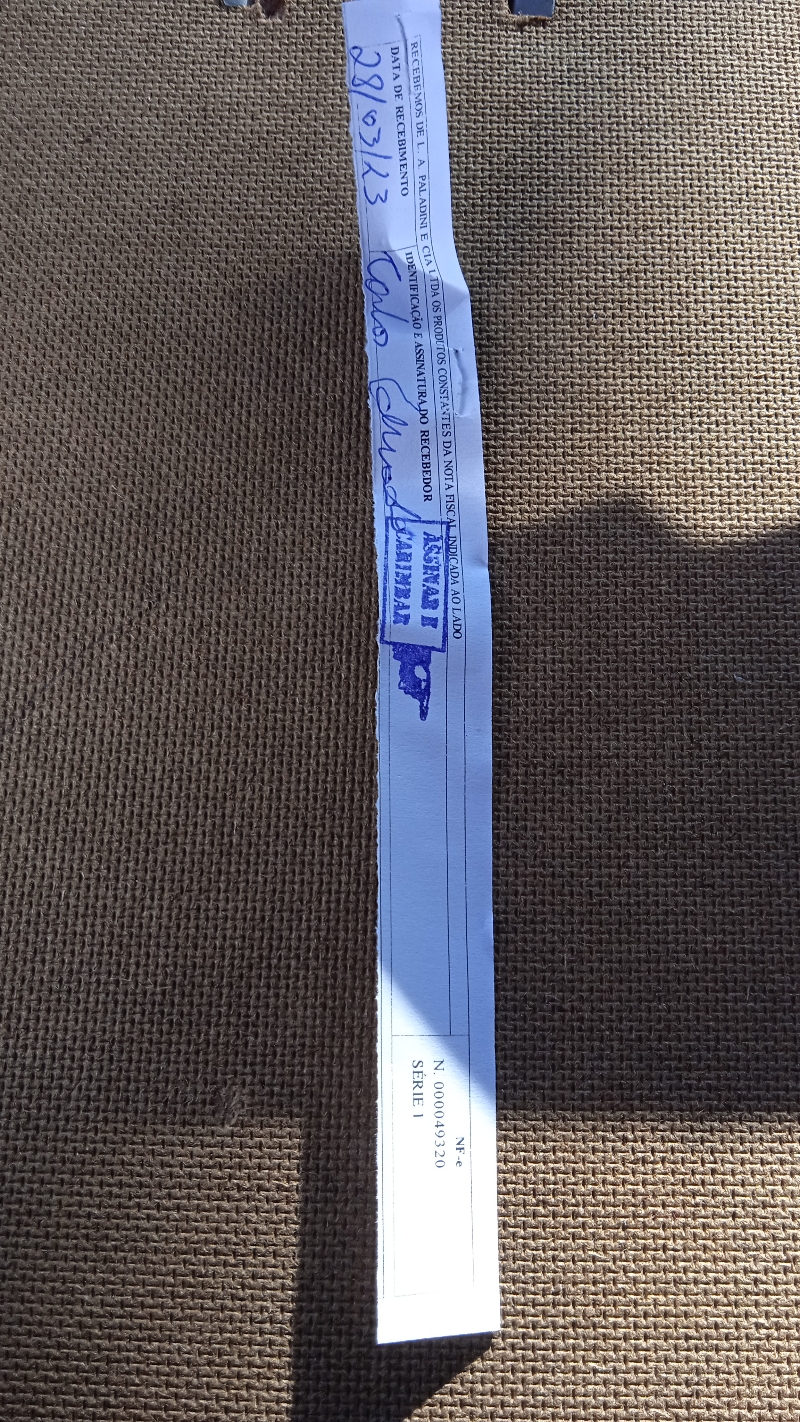 RECEBEMOS DE L. A. PALADINI E CIA LTDA OS PRODUTOS CONSTANTES DA NOTA FISCAL INDICADA AO LADO
DATA DE RECEBIMENTO
28/03/23
IDENTIFICAÇÃO E ASSINATURA DO RECEBEDOR
ASSINAR E
CARIMBAR
NF-e
N. 000049320
SÉRIE 1